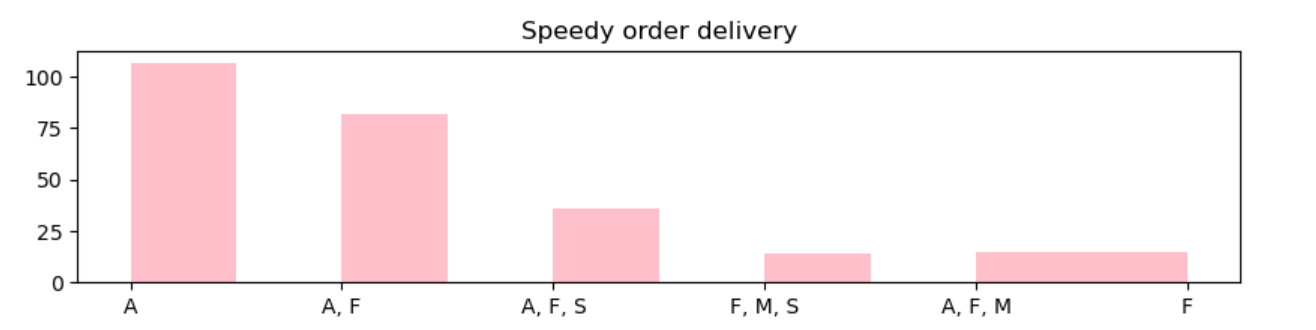 Speedy order delivery
100
75
50
25
0
A A, F A, F, S F, M, S A, F, M F